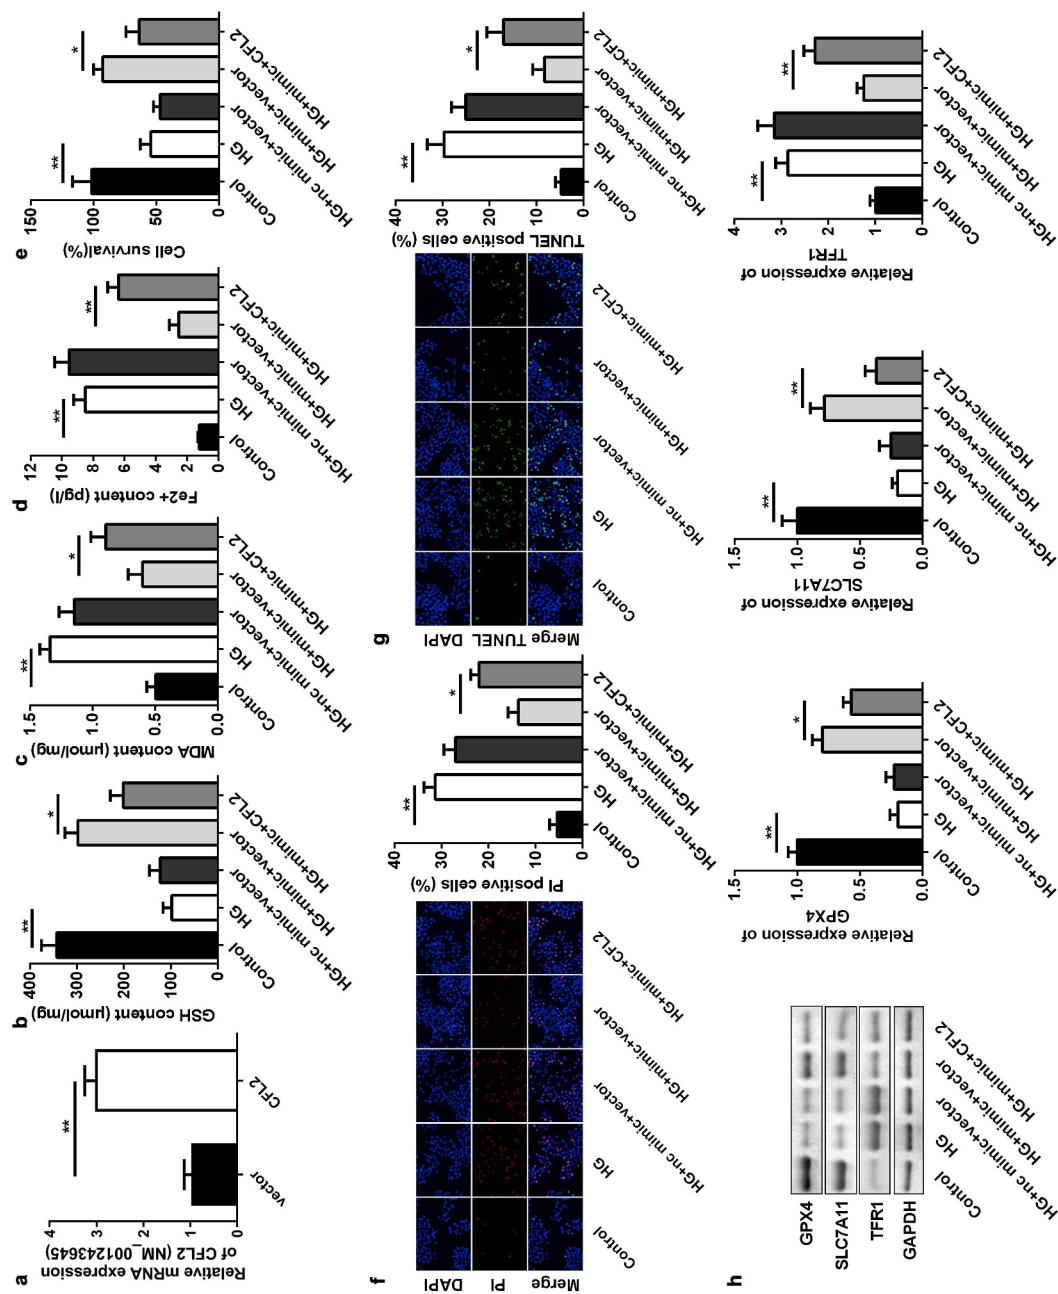 a
Relative mRNA expression
of CFL2 (NM_001243645)
4
3
2
1
0
**
vector
CFL2
b
GSH content (μmol/mg)
400
300
200
100
0
**
*
Control
HG
HG+nc mimic+vector
HG+mimic+vector
HG+mimic+CFL2
c
MDA content (μmol/mg)
1.5
1.0
0.5
0.0
**
*
Control
HG
HG+nc mimic+vector
HG+mimic+vector
HG+mimic+CFL2
d
Fe2+ content (pg/l)
12
10
8
6
4
2
0
**
**
Control
HG
HG+nc mimic+vector
HG+mimic+vector
HG+mimic+CFL2
e
Cell survival(%)
150
100
50
0
**
*
Control
HG
HG+nc mimic+vector
HG+mimic+vector
HG+mimic+CFL2
f
DAPI
PI
Merge
Control
HG
HG+nc mimic+vector
HG+mimic+vector
HG+mimic+CFL2
PI positive cells (%)
40
30
20
10
0
**
*
Control
HG
HG+nc mimic+vector
HG+mimic+vector
HG+mimic+CFL2
g
DAPI
TUNEL
Merge
Control
HG
HG+nc mimic+vector
HG+mimic+vector
HG+mimic+CFL2
TUNEL positive cells (%)
40
30
20
10
0
**
*
Control
HG
HG+nc mimic+vector
HG+mimic+vector
HG+mimic+CFL2
h
GPX4
SLC7A11
TFR1
GAPDH
Control
HG
HG+nc mimic+vector
HG+mimic+vector
HG+mimic+CFL2
Relative expression of
GPX4
1.5
1.0
0.5
0.0
**
*
Control
HG
HG+nc mimic+vector
HG+mimic+vector
HG+mimic+CFL2
Relative expression of
SLC7A11
1.5
1.0
0.5
0.0
**
**
Control
HG
HG+nc mimic+vector
HG+mimic+vector
HG+mimic+CFL2
Relative expression of
TFR1
4
3
2
1
0
**
**
Control
HG
HG+nc mimic+vector
HG+mimic+vector
HG+mimic+CFL2